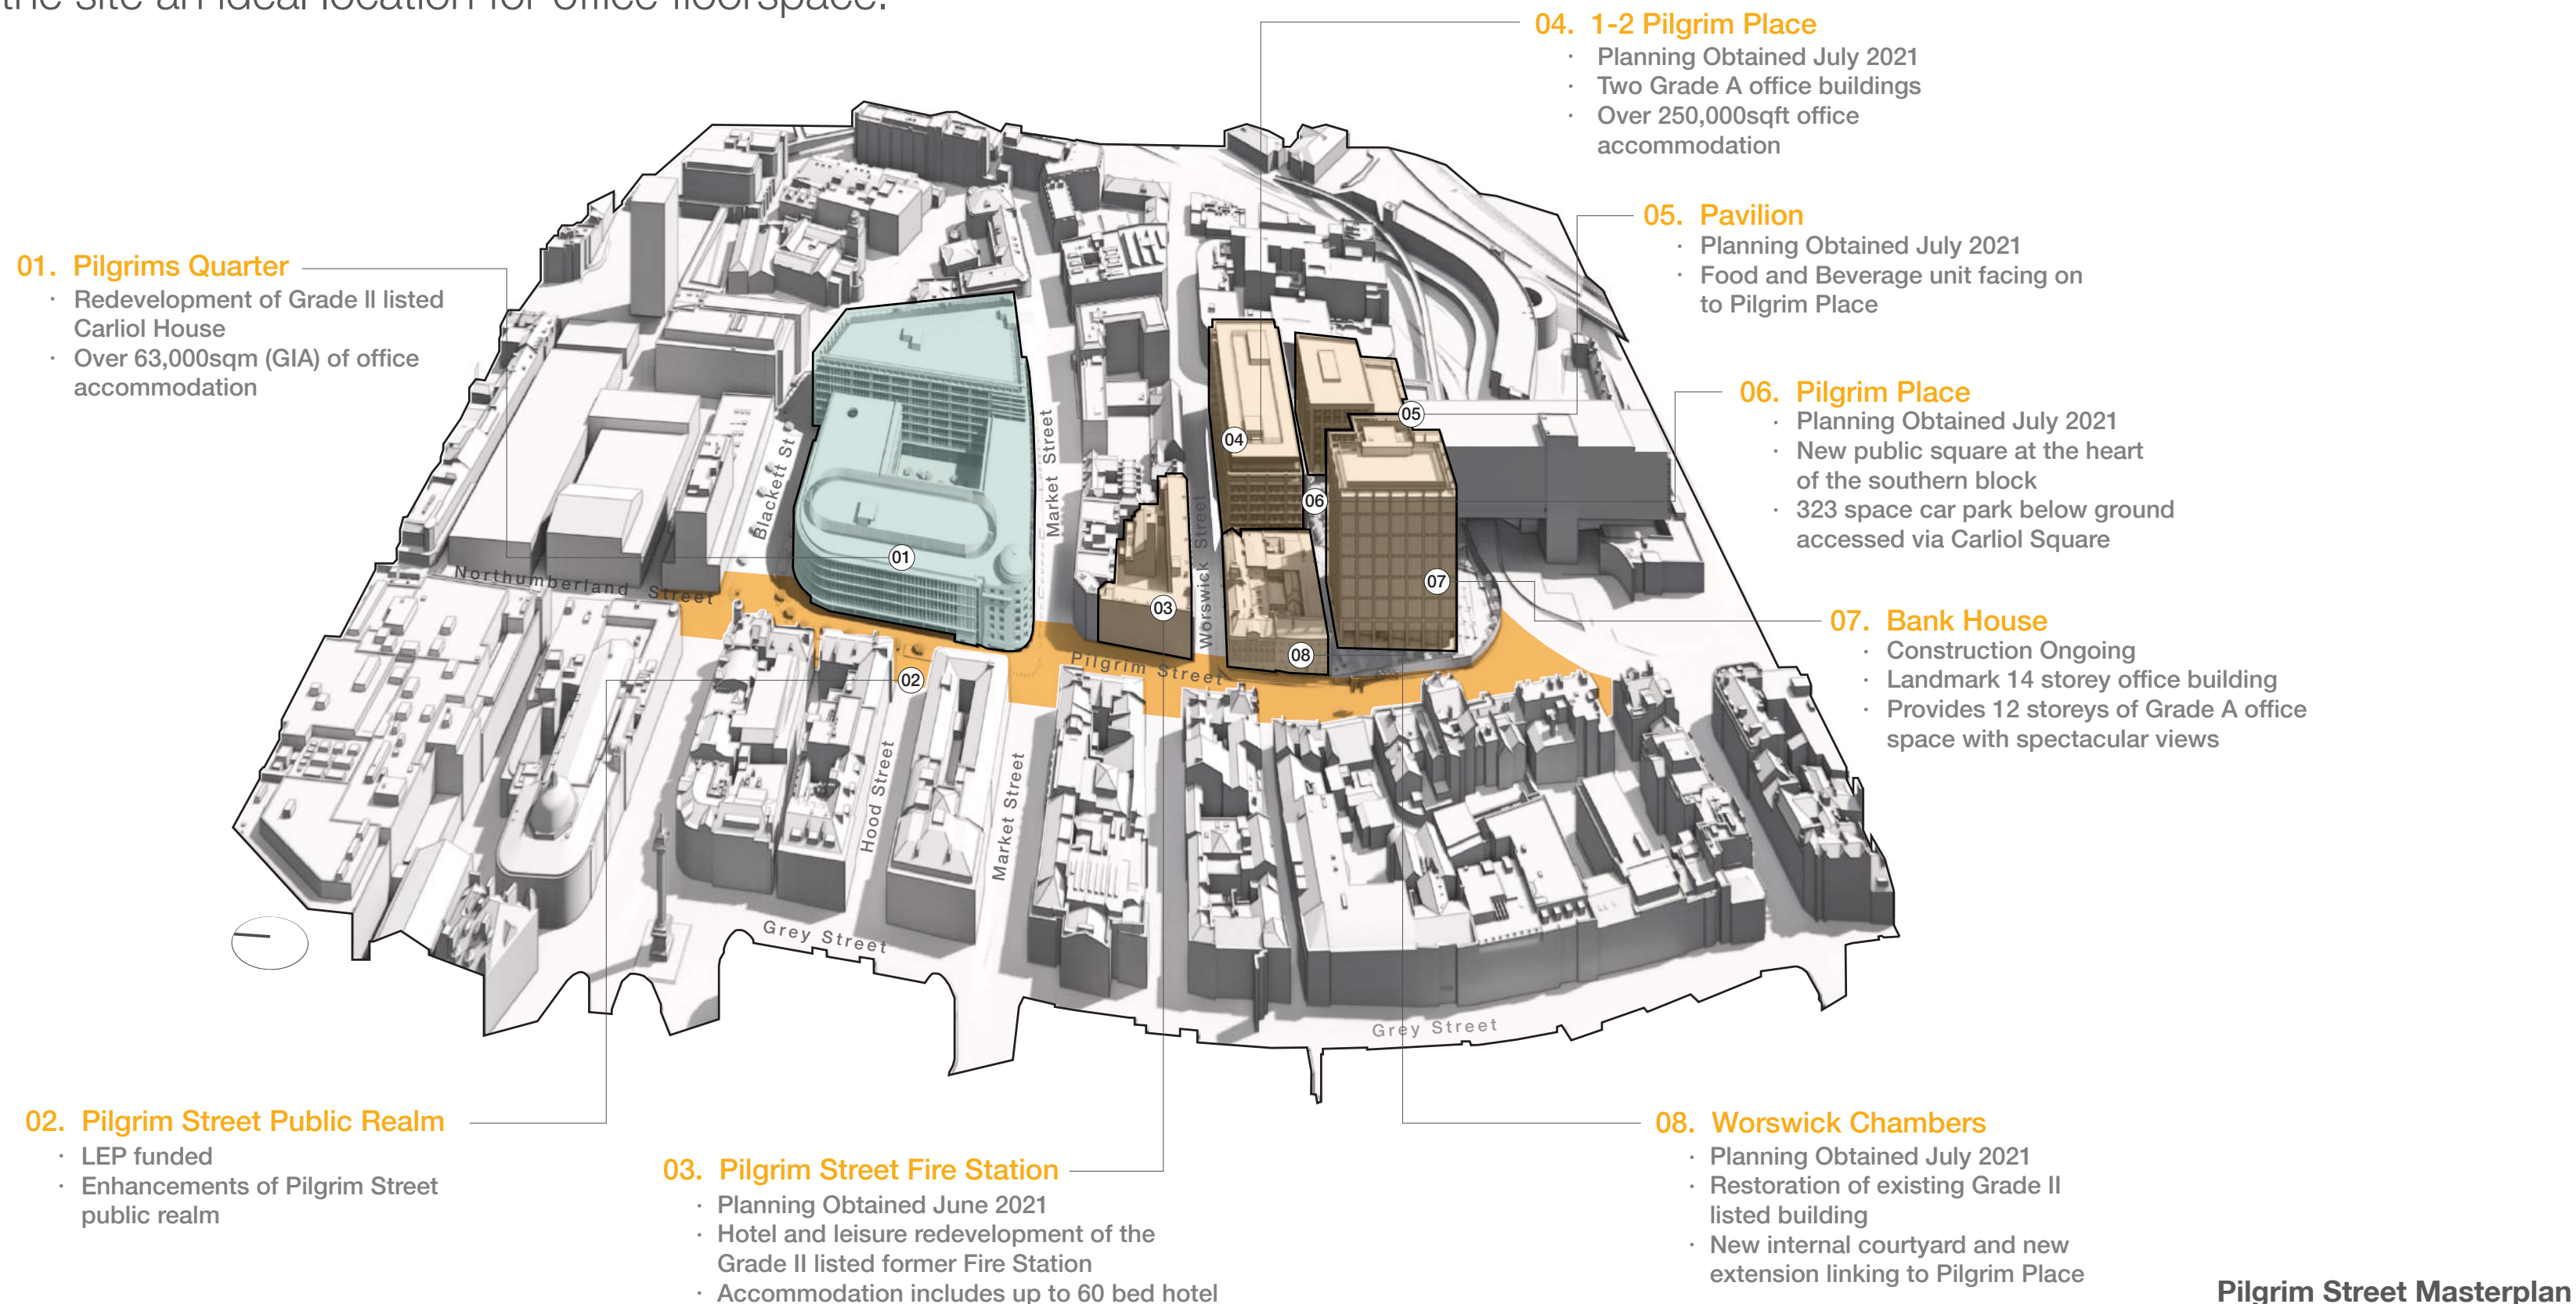 the site an ideal location for office floorspace.
04. 1-2 Pilgrim Place
· Planning Obtained July 2021
· Two Grade A office buildings
· Over 250,000sqft office
accommodation
05. Pavilion
· Planning Obtained July 2021
· Food and Beverage unit facing on
to Pilgrim Place
01. Pilgrims Quarter
· Redevelopment of Grade II listed
Carliol House
· Over 63,000sqm (GIA) of office
accommodation
06. Pilgrim Place
· Planning Obtained July 2021
· New public square at the heart
of the southern block
· 323 space car park below ground
accessed via Carliol Square
07. Bank House
· Construction Ongoing
· Landmark 14 storey office building
· Provides 12 storeys of Grade A office
space with spectacular views
Blackett St
Market Street
Worswick Street
Northumberland Street
Pilgrim Street
Hood Street
Market Street
Grey Street
Grey Street
01
02
03
04
05
06
07
08
02. Pilgrim Street Public Realm
· LEP funded
· Enhancements of Pilgrim Street
public realm
03. Pilgrim Street Fire Station
· Planning Obtained June 2021
· Hotel and leisure redevelopment of the
Grade II listed former Fire Station
· Accommodation includes up to 60 bed hotel
08. Worswick Chambers
· Planning Obtained July 2021
· Restoration of existing Grade II
listed building
· New internal courtyard and new
extension linking to Pilgrim Place
Pilgrim Street Masterplan